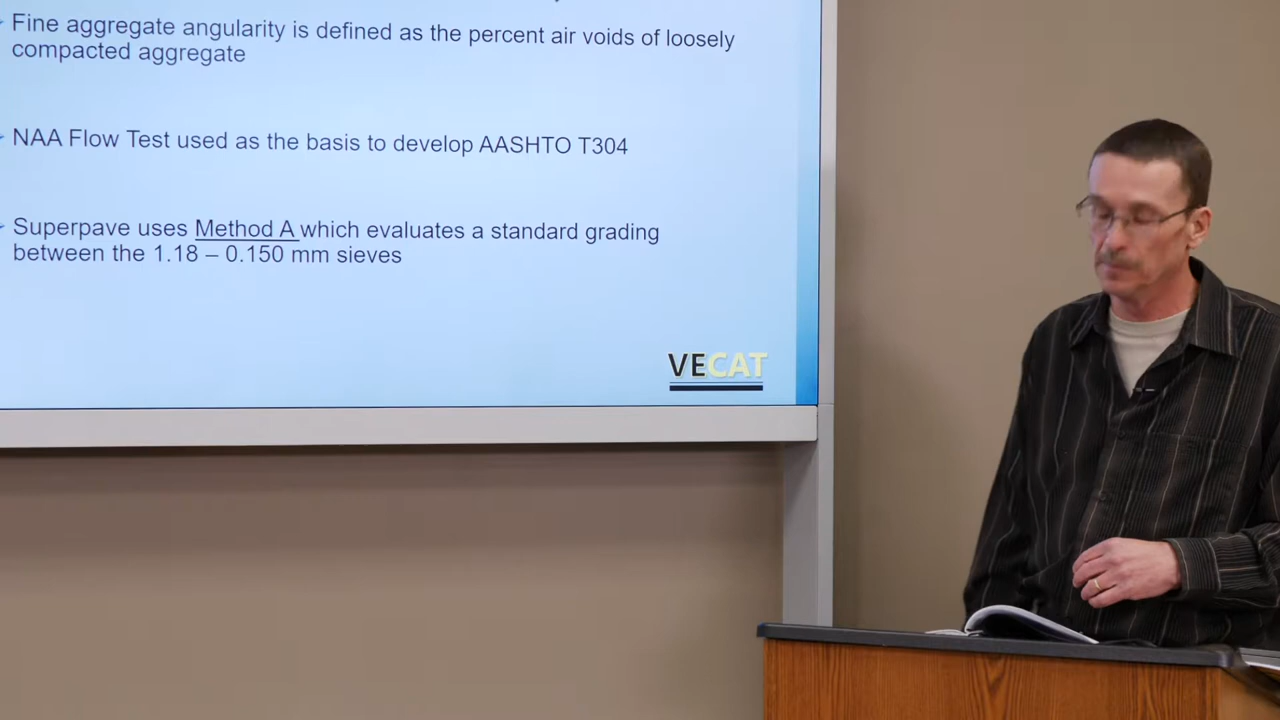 Fine aggregate angularity is defined as the percent air voids of loosely
compacted aggregate
NAA Flow Test used as the basis to develop AASHTO T304
Superpave uses Method A which evaluates a standard grading
between the 1.18 – 0.150 mm sieves
VECAT